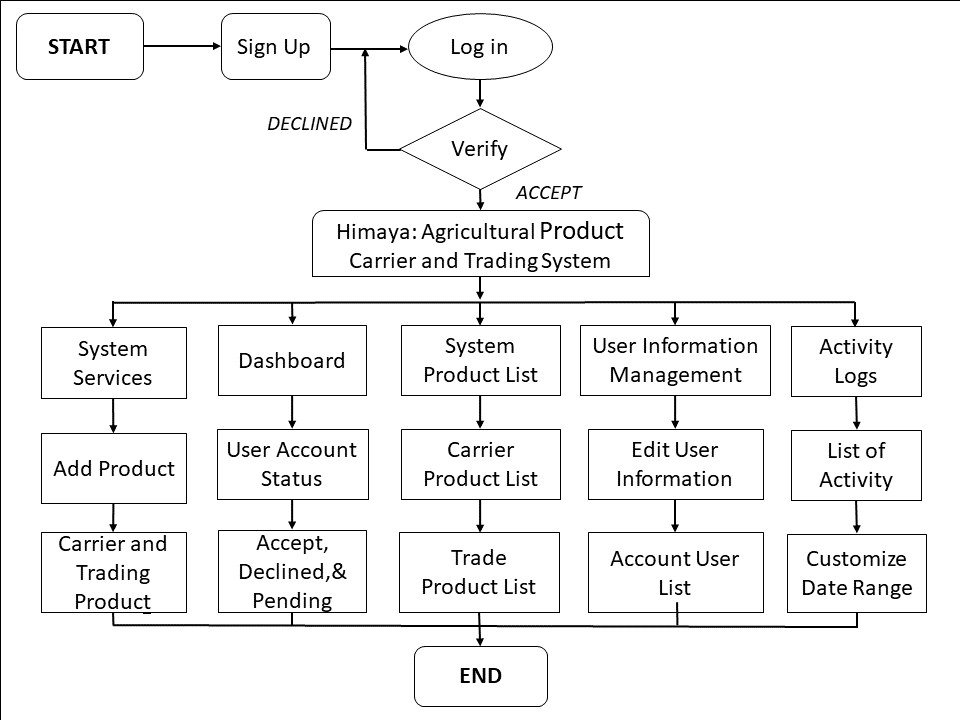 START
Sign Up
Log in
DECLINED
Verify
ACCEPT
Himaya: Agricultural Product
Carrier and Trading System
System
Services
Dashboard
System
Product List
User Information
Management
Activity
Logs
Add Product
User Account
Status
Carrier
Product List
Edit User
Information
List of
Activity
Carrier and
Trading
Product
Accept,
Declined,&
Pending
Trade
Product List
Account User
List
Customize
Date Range
END